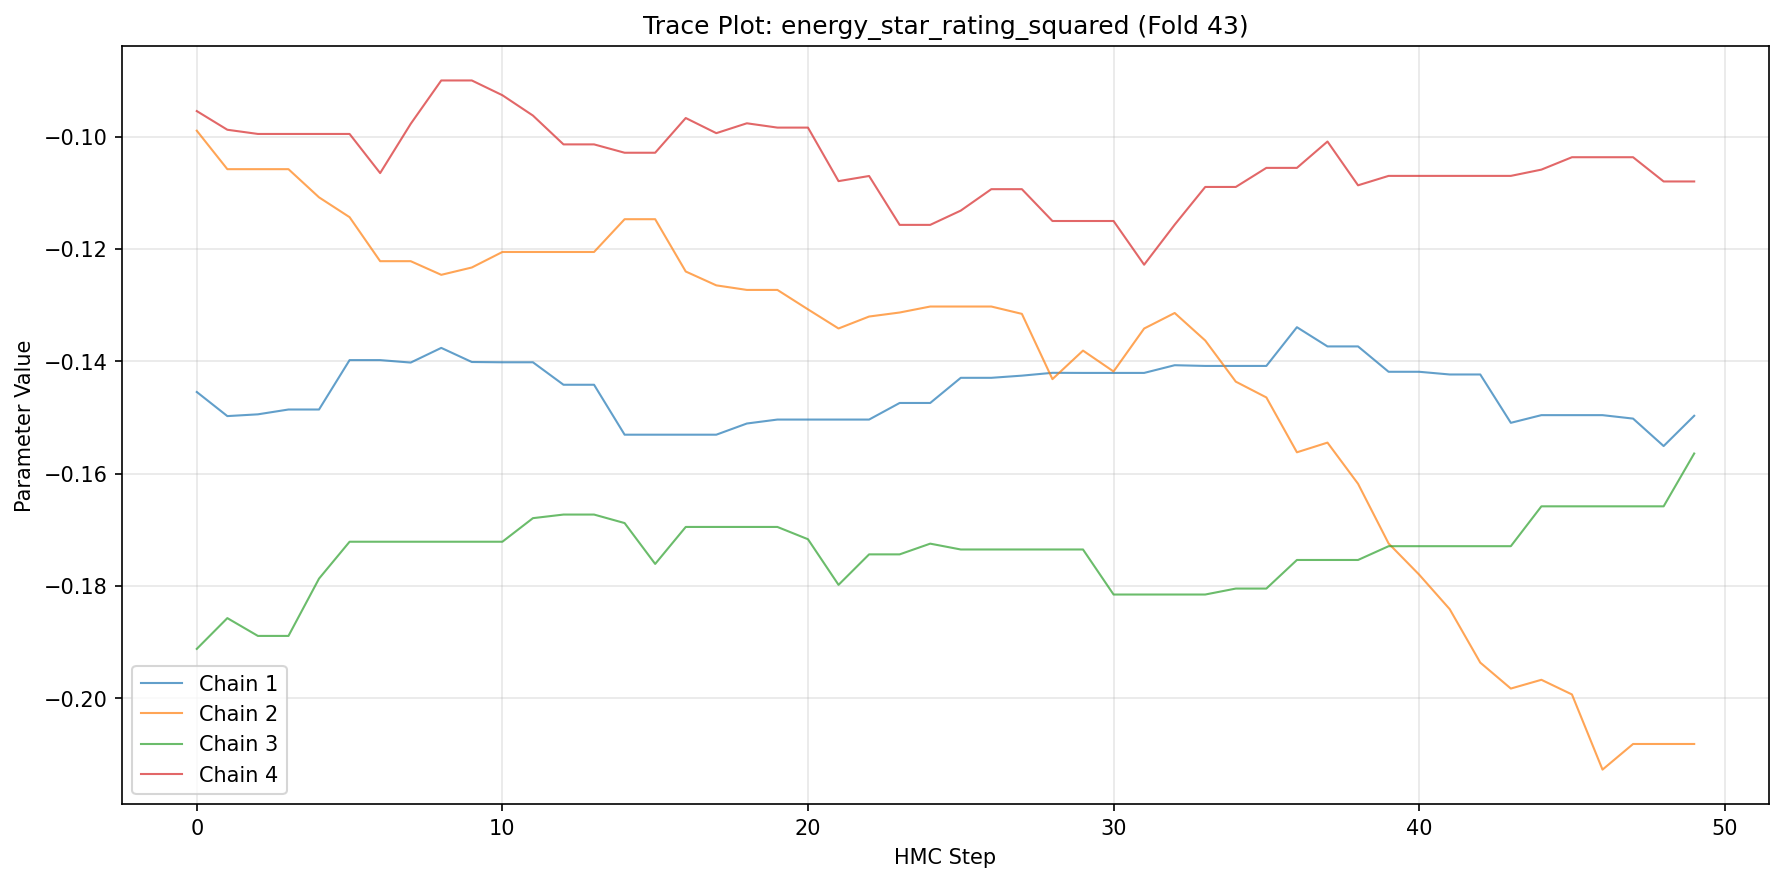 Trace Plot: energy_star_rating_squared (Fold 43)
Parameter Value
−0.10
−0.12
−0.14
−0.16
−0.18
−0.20
Chain 1
Chain 2
Chain 3
Chain 4
0 10 20 30 40 50
HMC Step